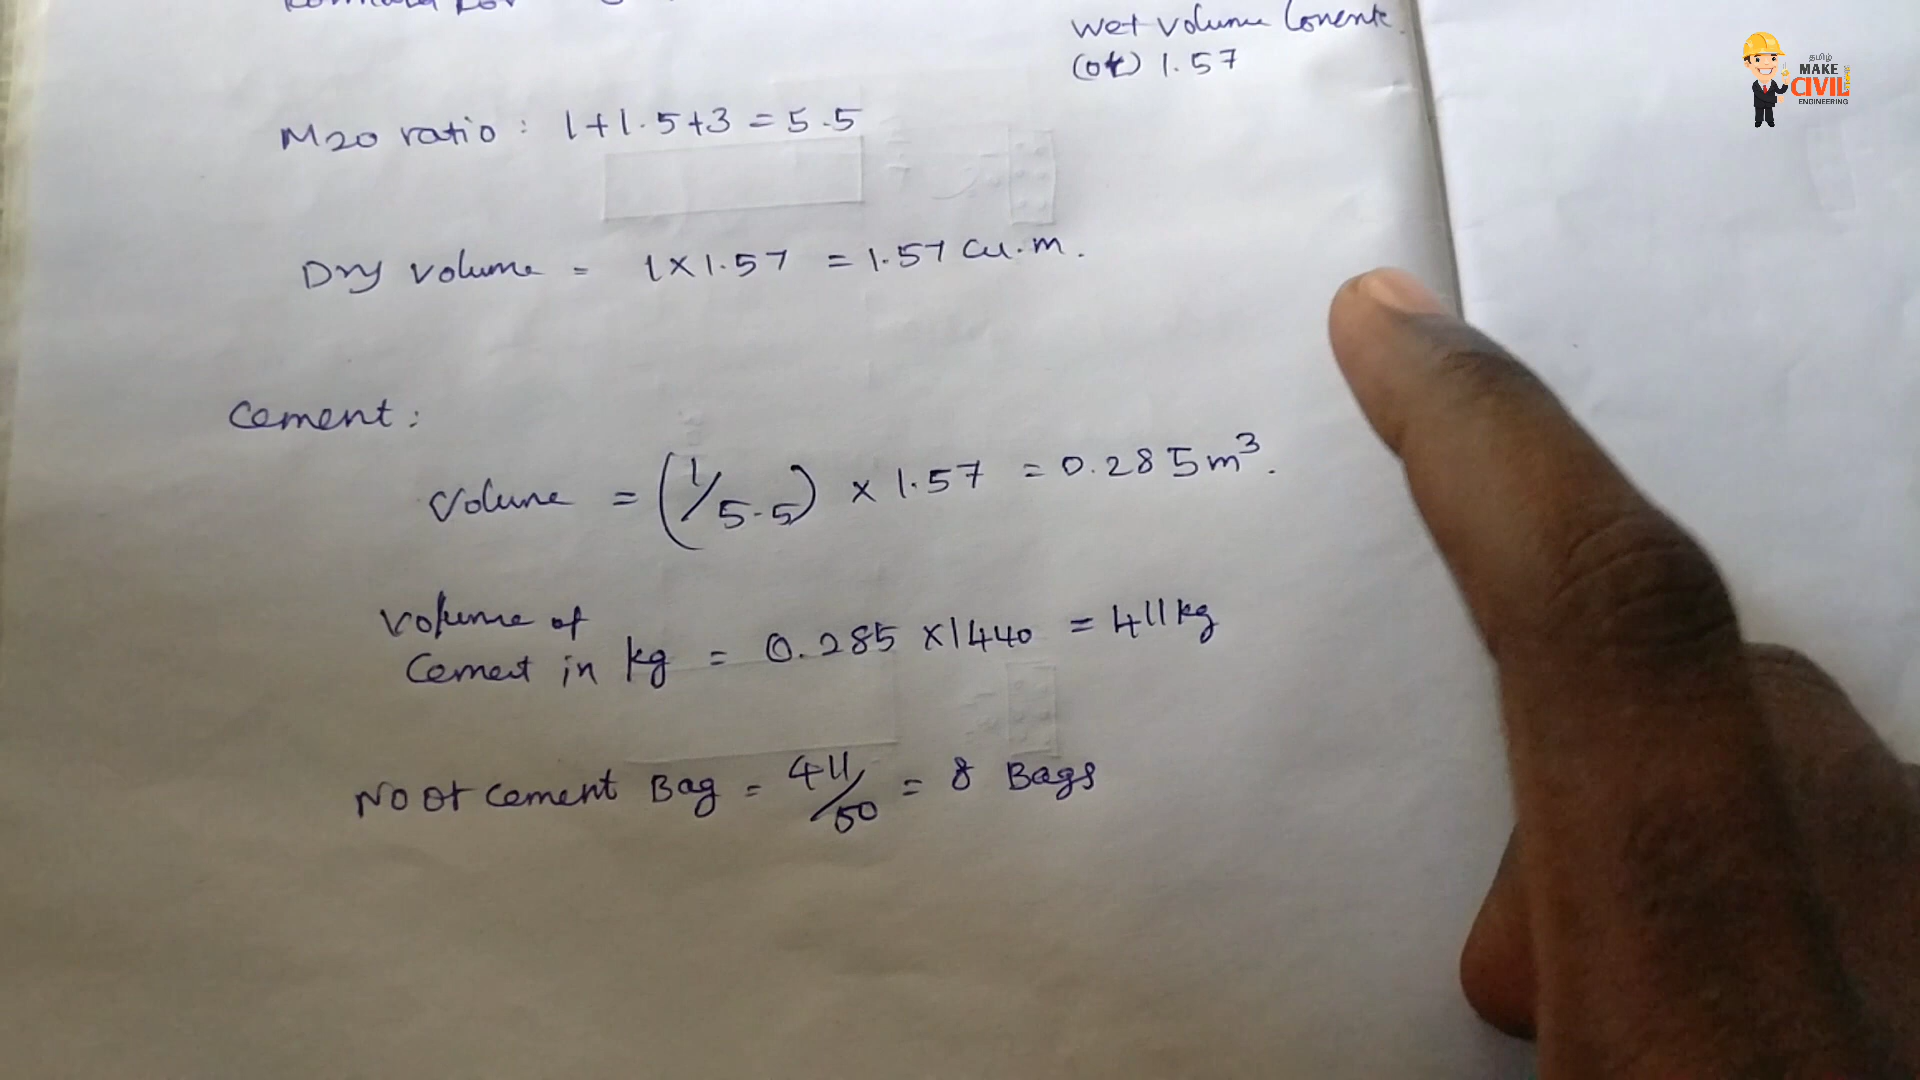 Wet Volume Conente
(or) 1.57
தமிழ்
MAKE
CIVIL
ENGINEERING
M20 ratio : 1+1.5+3 = 5.5
Dry volume = 1 x 1.57 = 1.57 cu.m.
Cement :
Volume = (1/5.5) x 1.57 = 0.285 m³.
Volume of
Cement in kg = 0.285 x 1440 = 411 kg
No of Cement Bag = 411/50 = 8 Bags